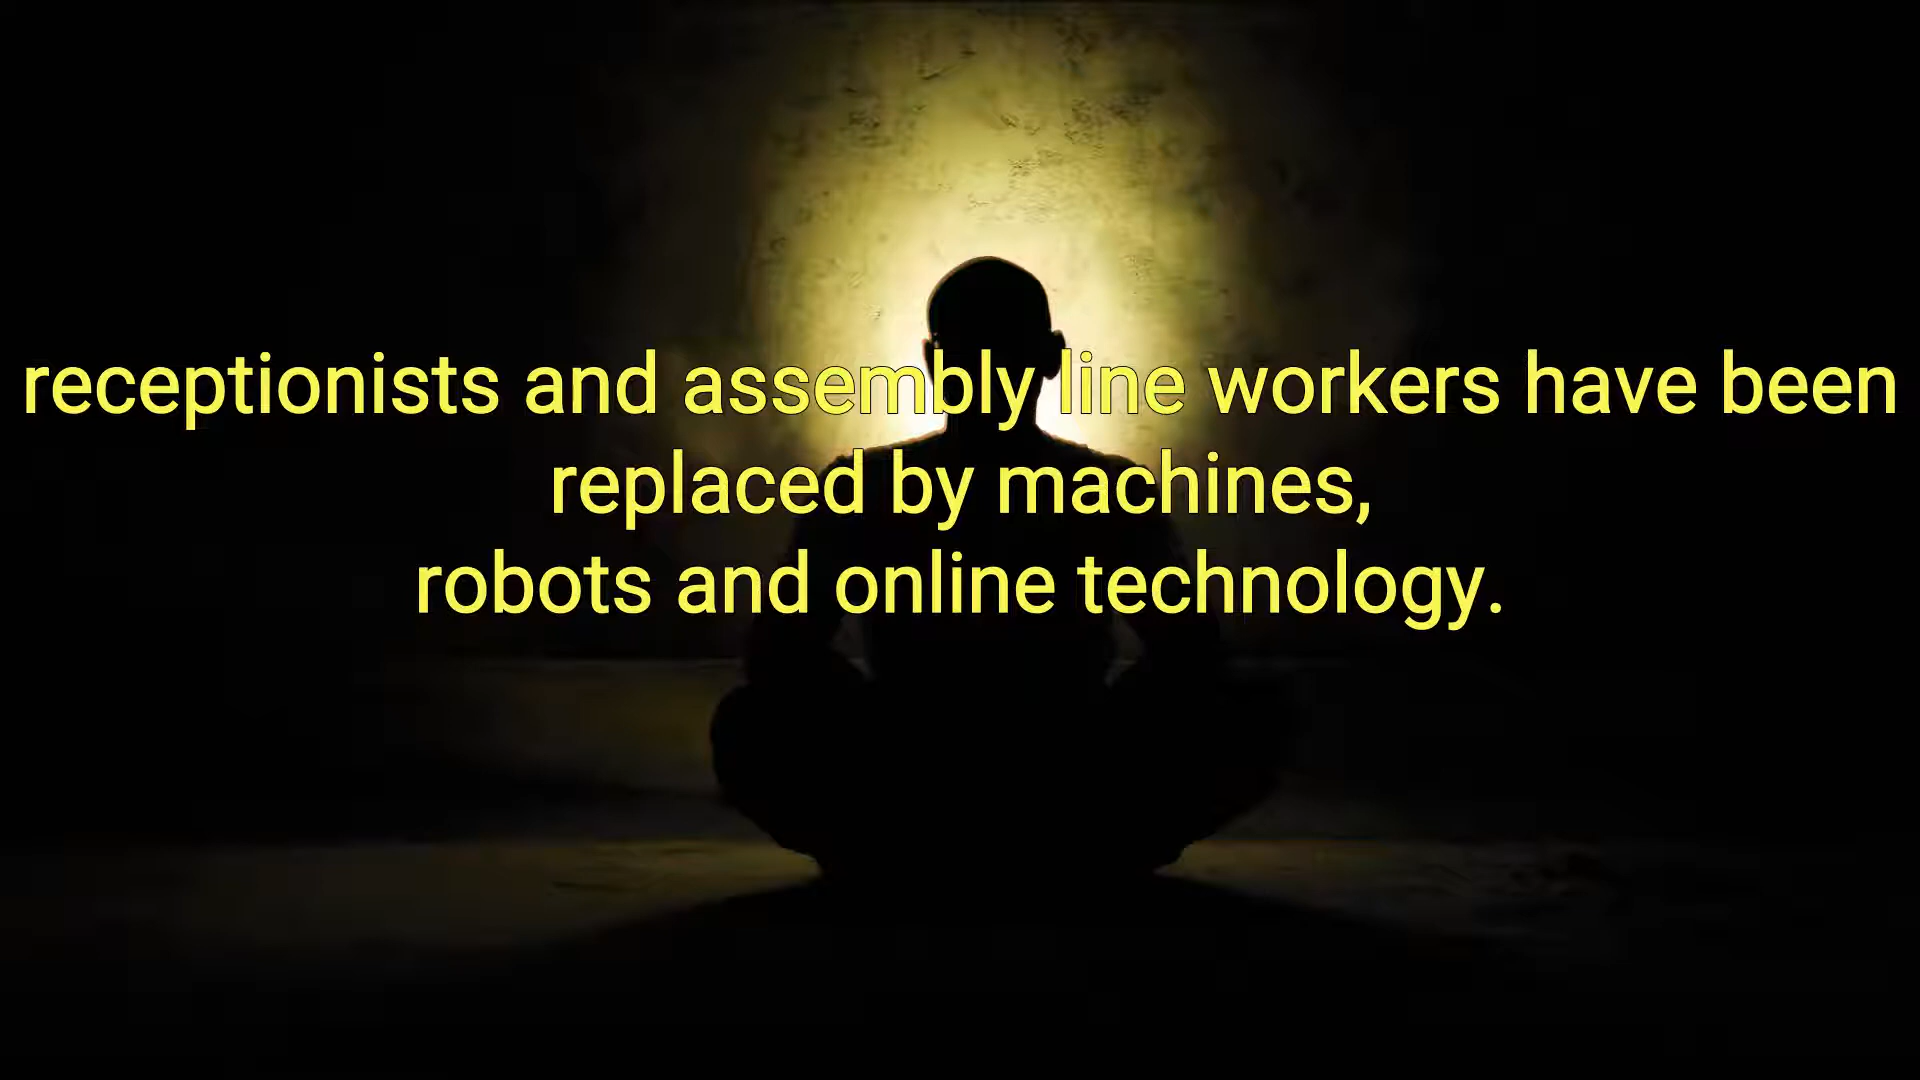 receptionists and assembly line workers have been
replaced by machines,
robots and online technology.